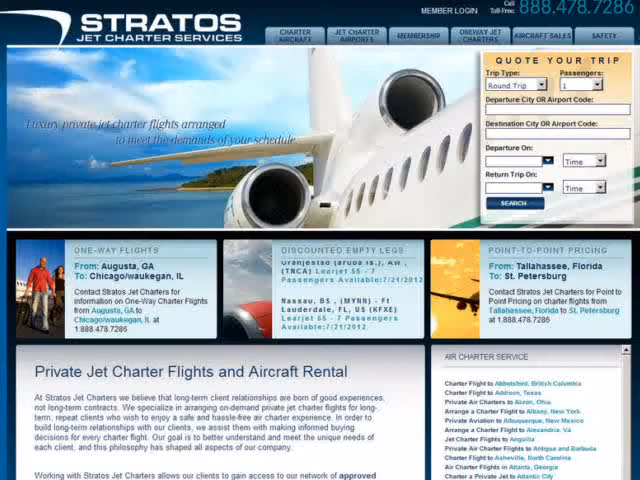 STRATOS
JET CHARTER SERVICES
MEMBER LOGIN
Call
Toll-Free:
888.478.7286
CHARTER AIRCRAFT
JET CHARTER AIRPORTS
MEMBERSHIP
ONEWAY JET CHARTERS
AIRCRAFT SALES
SAFETY
Luxury private jet charter flights arranged
to meet the demands of your schedule.
QUOTE YOUR TRIP
Trip Type:
Passengers:
Round Trip
1
Departure City OR Airport Code:
Destination City OR Airport Code:
Departure On:
Time
Return Trip On:
Time
SEARCH
ONE-WAY FLIGHTS
From: Augusta, GA
To: Chicago/waukegan, IL
Contact Stratos Jet Charters for
information on One-Way Charter Flights
from Augusta, GA to
Chicago/waukegan, IL at
1.888.478.7286
DISCOUNTED EMPTY LEGS
Oranjestad (aruba Is.), AW ,
(TNCA) Learjet 55 - 7
Passengers Available:7/21/2012
Nassau, BS , (MYNN) - Ft
Lauderdale, FL, US (KFXE)
Learjet 55 - 7 Passengers
Available:7/21/2012
POINT-TO-POINT PRICING
From: Tallahassee, Florida
To: St. Petersburg
Contact Stratos Jet Charters for Point to
Point Pricing on charter flights from
Tallahassee, Florida to St. Petersburg
at 1.888.478.7286
Private Jet Charter Flights and Aircraft Rental
At Stratos Jet Charters we believe that long-term client relationships are born of good experiences,
not long-term contracts. We specialize in arranging on-demand private jet charter flights for long-
term, repeat clients who wish to enjoy a safe and hassle-free air charter experience. In order to
build long-term relationships with our clients, we assist them with making informed buying
decisions for every charter flight. Our goal is to better understand and meet the unique needs of
each client, and this philosophy has shaped all aspects of our company.
Working with Stratos Jet Charters allows our clients to gain access to our network of approved
AIR CHARTER SERVICE
Charter Flight to Abbotsford, British Columbia
Charter Flight to Addison, Texas
Private Air Charters to Akron, Ohio
Arrange a Charter Flight to Albany, New York
Private Aviation to Albuquerque, New Mexico
Arrange a Charter Flight to Alexandria, Va
Jet Charter Flights to Anguilla
Private Air Charter Flights to Antigua and Barbuda
Charter Flight to Asheville, North Carolina
Air Charter Flights in Atlanta, Georgia
Charter a Private Jet to Atlantic City